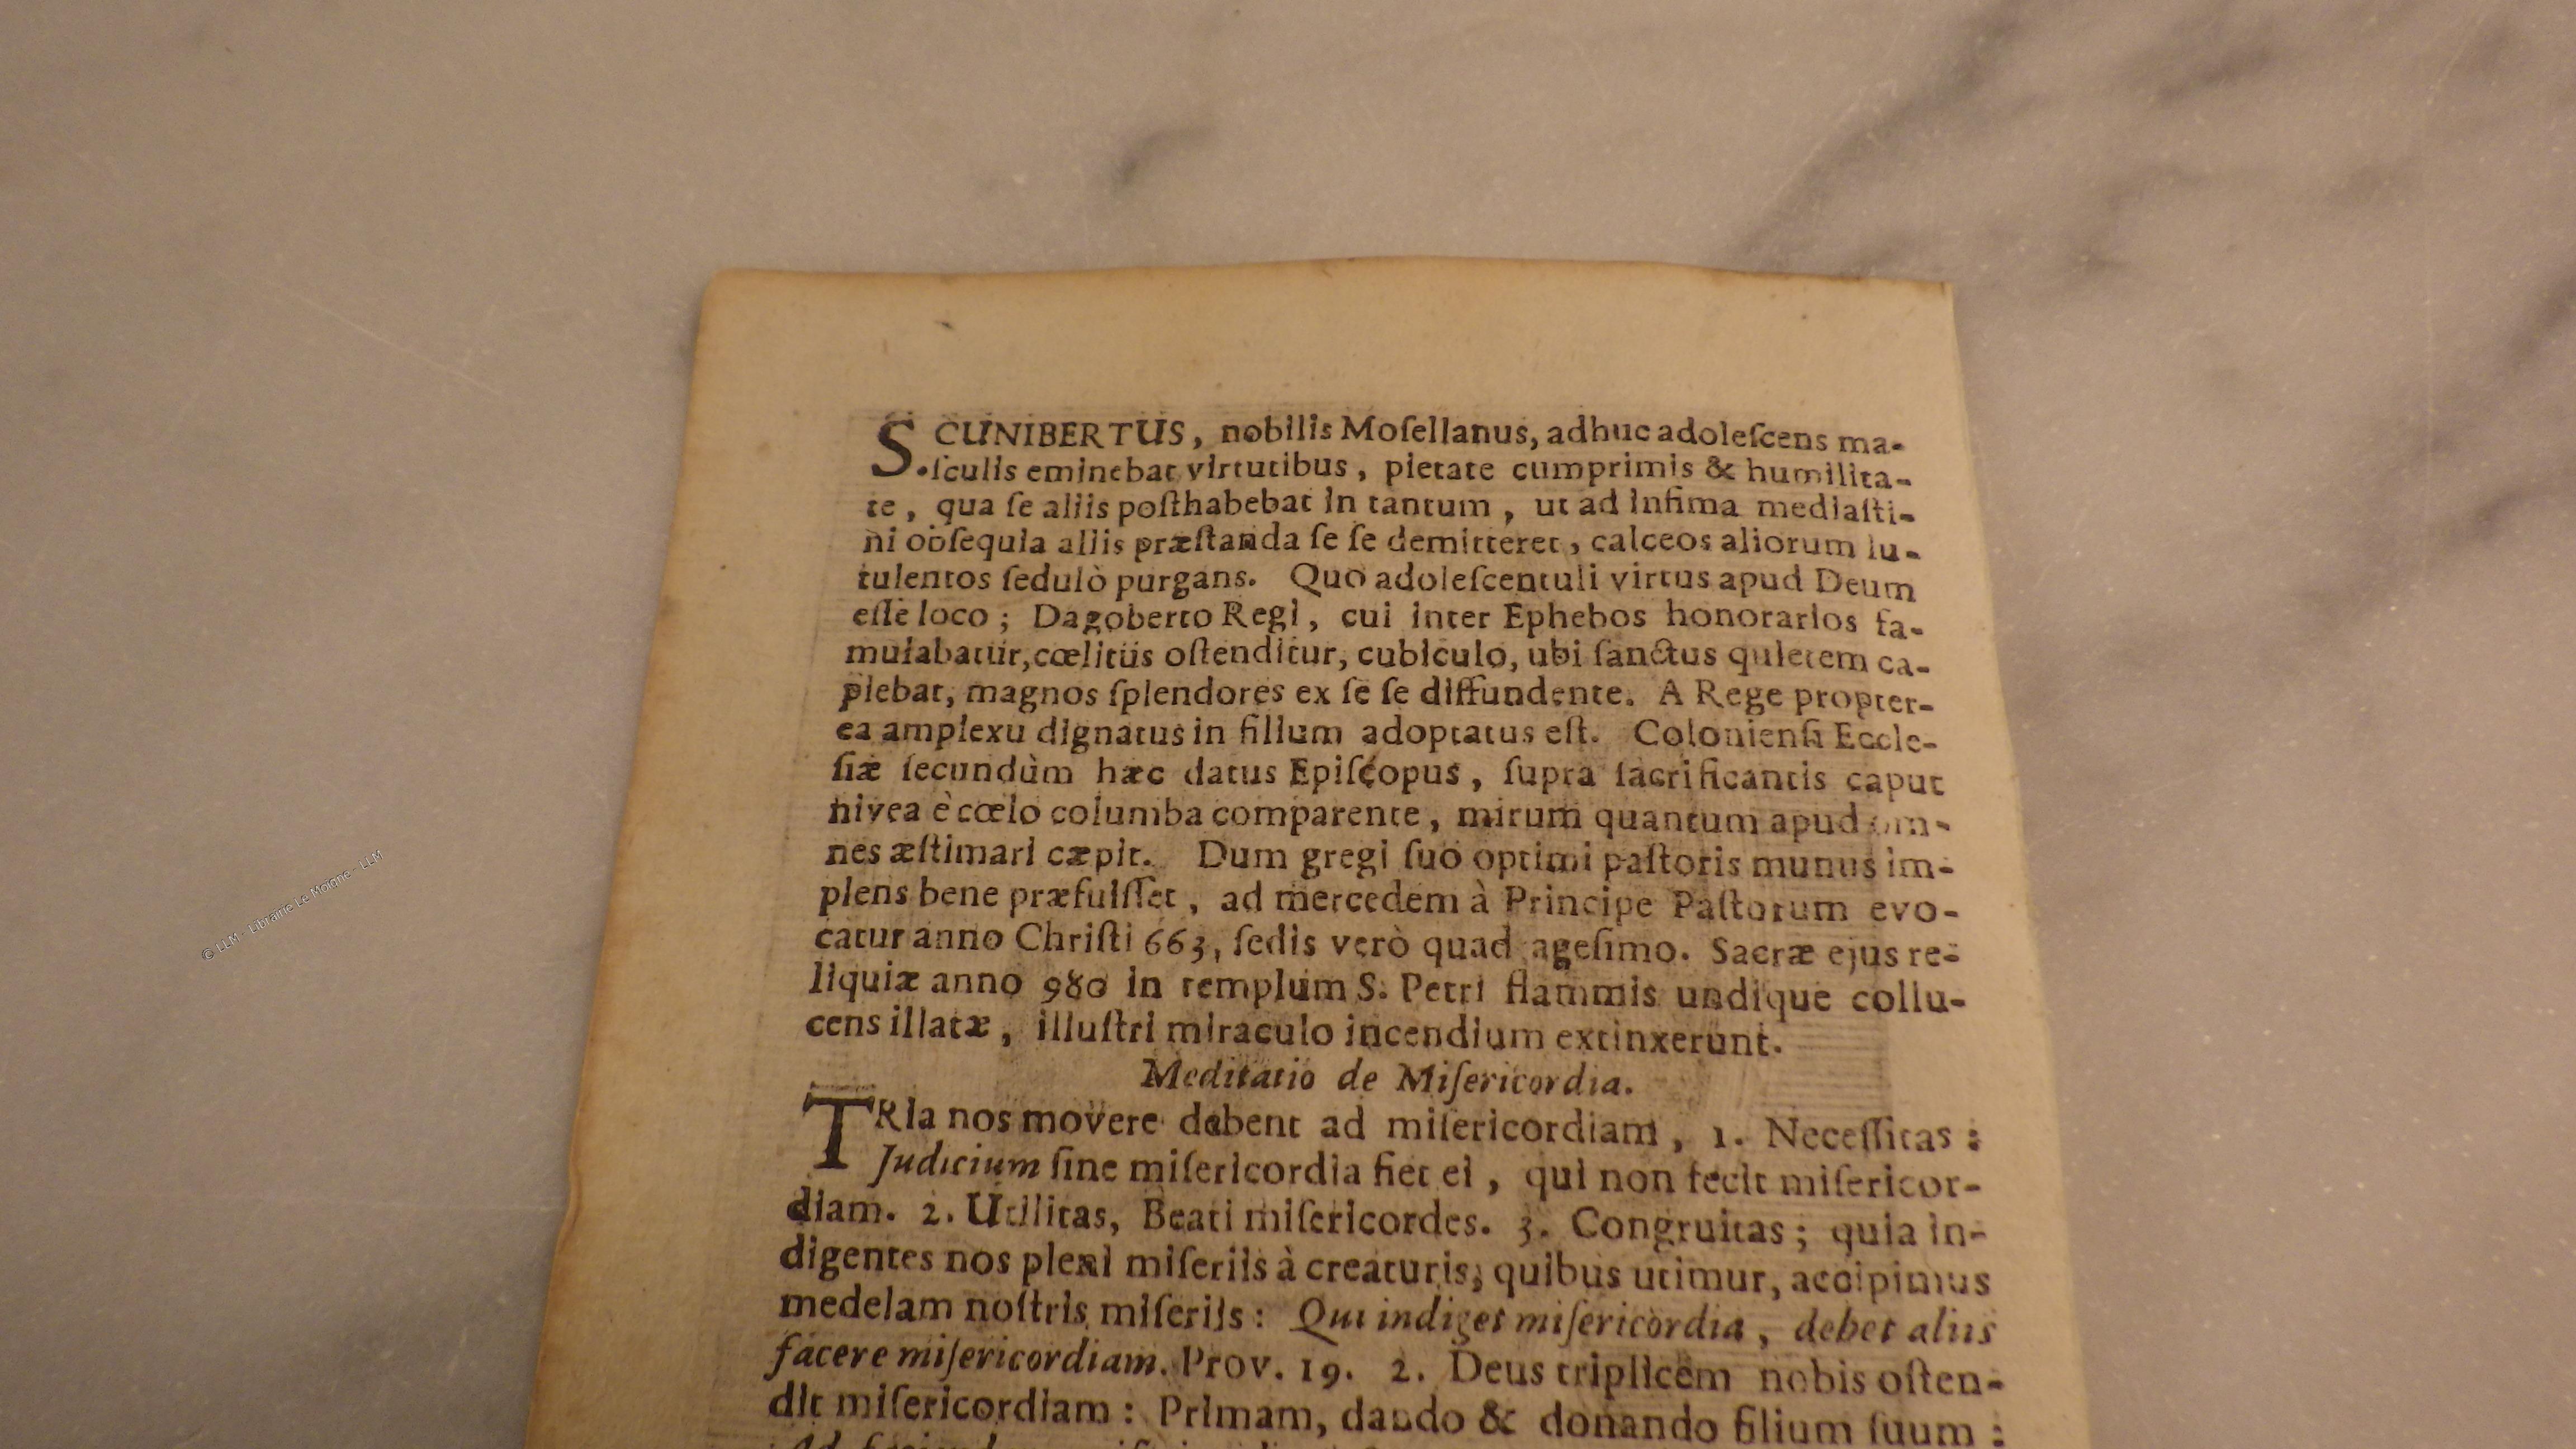 S. CUNIBERTUS, nobilis Moſellanus, adhuc adoleſcens ma-
ſculis eminebat virtutibus, pietate cumprimis & humilita-
te, qua ſe aliis poſthabebat in tantum, ut ad infima mediaſti-
ni obſequia aliis præſtanda ſe ſe demitteret, calceos aliorum lu-
tulentos ſedulò purgans. Quo adoleſcentuli virtus apud Deum
eſſet loco; Dagoberto Regi, cui inter Ephebos honorarios fa-
mulabatur, cœlitùs oſtenditur, cubiculo, ubi ſanctus quietem ca-
piebat, magnos ſplendores ex ſe ſe diffundente. A Rege propter-
ea amplexu dignatus in filium adoptatus eſt. Colonienſi Eccle-
ſiæ ſecundùm hæc datus Epiſcopus, ſupra ſacrificantis caput
nivea è cœlo columba comparente, mirum quantum apud om-
nes æſtimari cæpit. Dum gregi ſuo optimi paſtoris munus im-
plens bene præfuiſſet, ad mercedem à Principe Paſtorum evo-
catur anno Chriſti 663, ſedis verò quad ageſimo. Sacræ ejus re-
liquiæ anno 980 in templum S. Petri flammis undique collu-
cens illatæ, illuſtri miraculo incendium extinxerunt.
Meditatio de Miſericordia.
TRia nos movere debent ad miſericordiam, 1. Neceſſitas:
Judicium ſine miſericordia fiet ei, qui non fecit miſericor-
diam. 2. Utilitas, Beati miſericordes. 3. Congruitas; quia in-
digentes nos pleni miſeriis à creaturis, quibus utimur, accipimus
medelam noſtris miſeriis: Qui indiget miſericordia, debet aliis
facere miſericordiam. Prov. 19. 2. Deus triplicem nobis oſten-
dit miſericordiam: Primam, dando & donando filium ſuum:
© LLM - Librairie Le Moigne - LLM